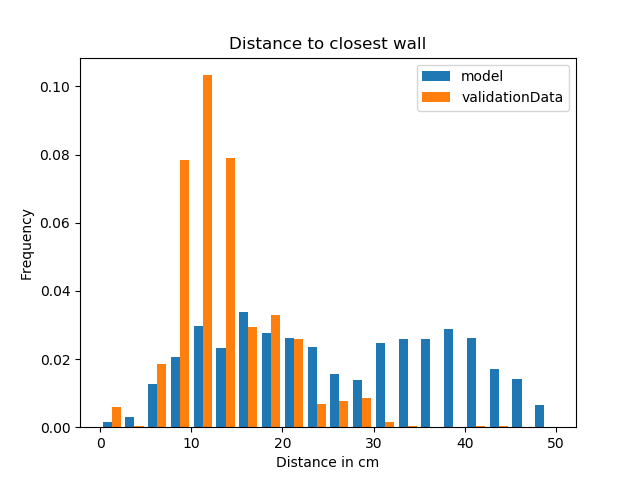 Distance to closest wall
model
validationData
Frequency
0.10
0.08
0.06
0.04
0.02
0.00
0 10 20 30 40 50
Distance in cm